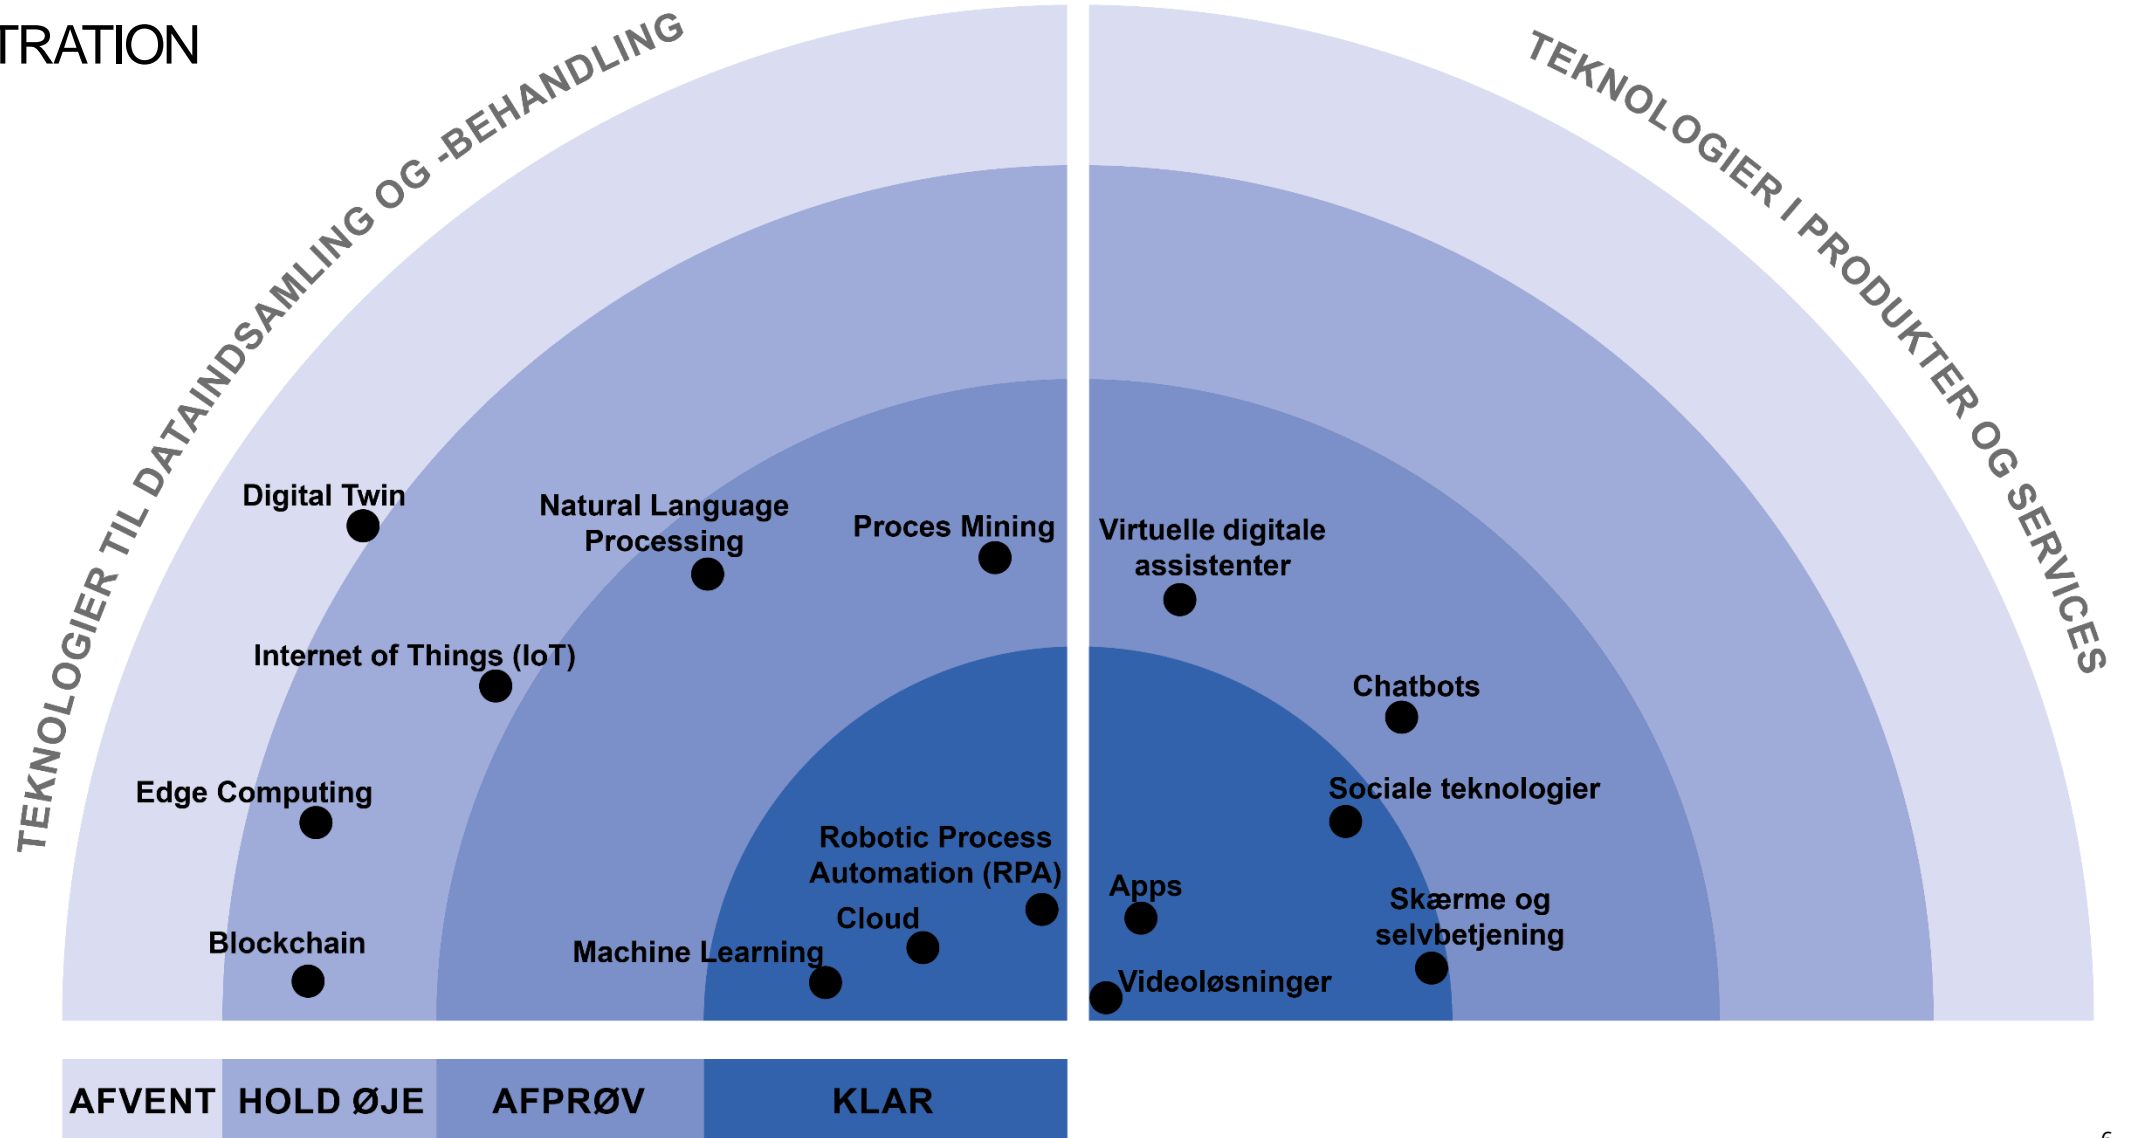 TRATION
TEKNOLOGIER TIL DATAINDSAMLING OG -BEHANDLING
TEKNOLOGIER I PRODUKTER OG SERVICES
Digital Twin
Natural Language
Processing
Proces Mining
Virtuelle digitale
assistenter
Internet of Things (IoT)
Chatbots
Edge Computing
Sociale teknologier
Robotic Process
Automation (RPA)
Apps
Skærme og
selvbetjening
Cloud
Blockchain
Machine Learning
Videoløsninger
AFVENT
HOLD ØJE
AFPRØV
KLAR